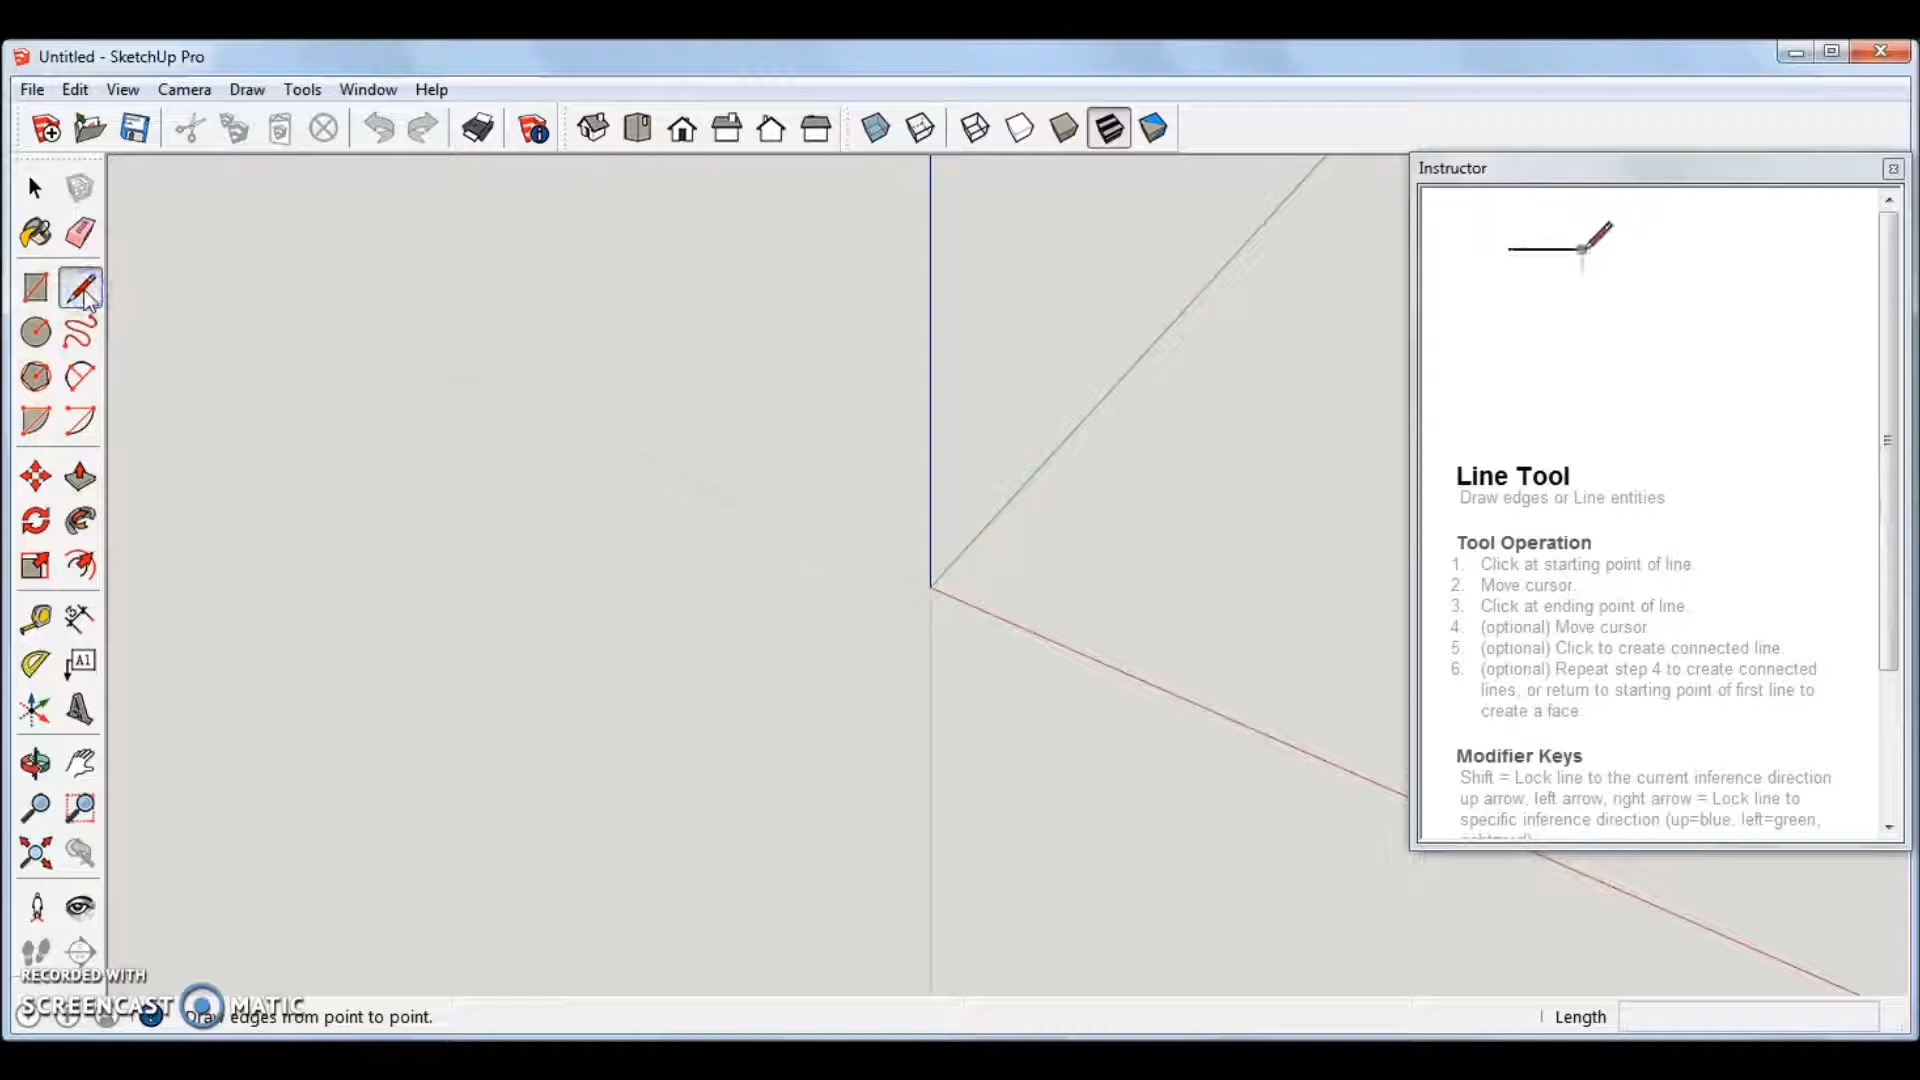 Untitled - SketchUp Pro
File Edit View Camera Draw Tools Window Help
Instructor
Line Tool
Draw edges or Line entities
Tool Operation
1. Click at starting point of line.
2. Move cursor.
3. Click at ending point of line.
4. (optional) Move cursor
5. (optional) Click to create connected line
6. (optional) Repeat step 4 to create connected
lines, or return to starting point of first line to
create a face.
Modifier Keys
Shift = Lock line to the current inference direction
up arrow, left arrow, right arrow = Lock line to
specific inference direction (up=blue, left=green,
A1
RECORDED WITH
SCREENCAST MATIC
Draw edges from point to point.
Length